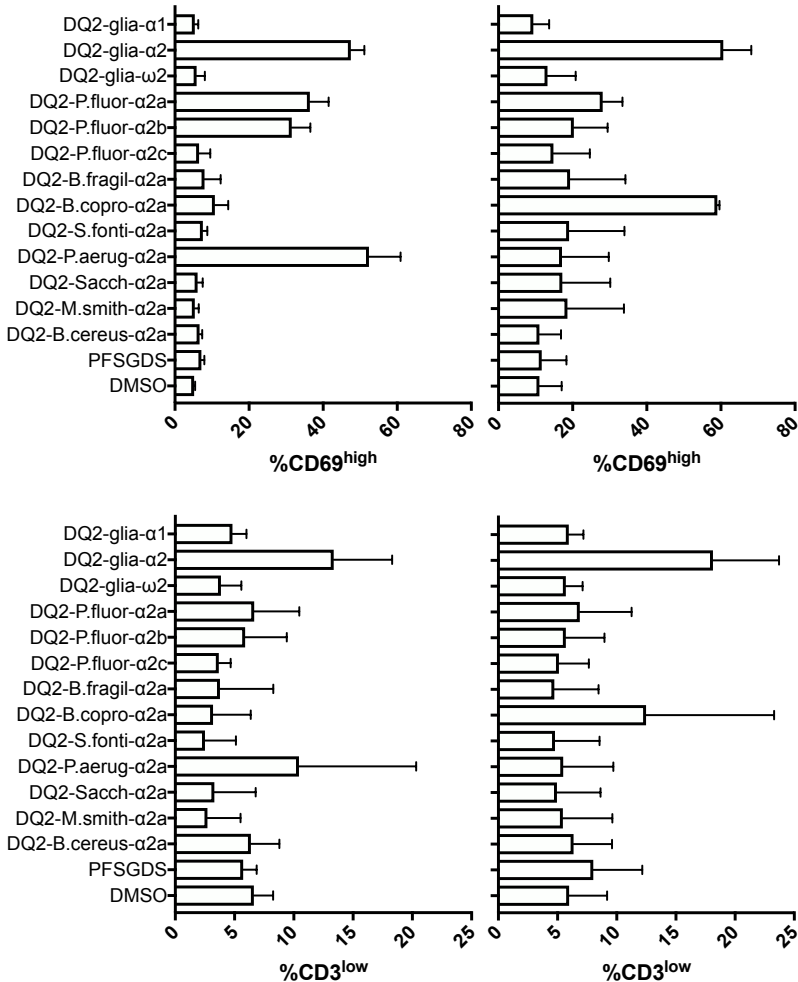 DQ2-glia-α1
DQ2-glia-α2
DQ2-glia-ω2
DQ2-P.fluor-α2a
DQ2-P.fluor-α2b
DQ2-P.fluor-α2c
DQ2-B.fragil-α2a
DQ2-B.copro-α2a
DQ2-S.fonti-α2a
DQ2-P.aerug-α2a
DQ2-Sacch-α2a
DQ2-M.smith-α2a
DQ2-B.cereus-α2a
PFSGDS
DMSO
0 20 40 60 80
%CD69high
0 20 40 60 80
%CD69high
DQ2-glia-α1
DQ2-glia-α2
DQ2-glia-ω2
DQ2-P.fluor-α2a
DQ2-P.fluor-α2b
DQ2-P.fluor-α2c
DQ2-B.fragil-α2a
DQ2-B.copro-α2a
DQ2-S.fonti-α2a
DQ2-P.aerug-α2a
DQ2-Sacch-α2a
DQ2-M.smith-α2a
DQ2-B.cereus-α2a
PFSGDS
DMSO
0 5 10 15 20 25
%CD3low
0 5 10 15 20 25
%CD3low